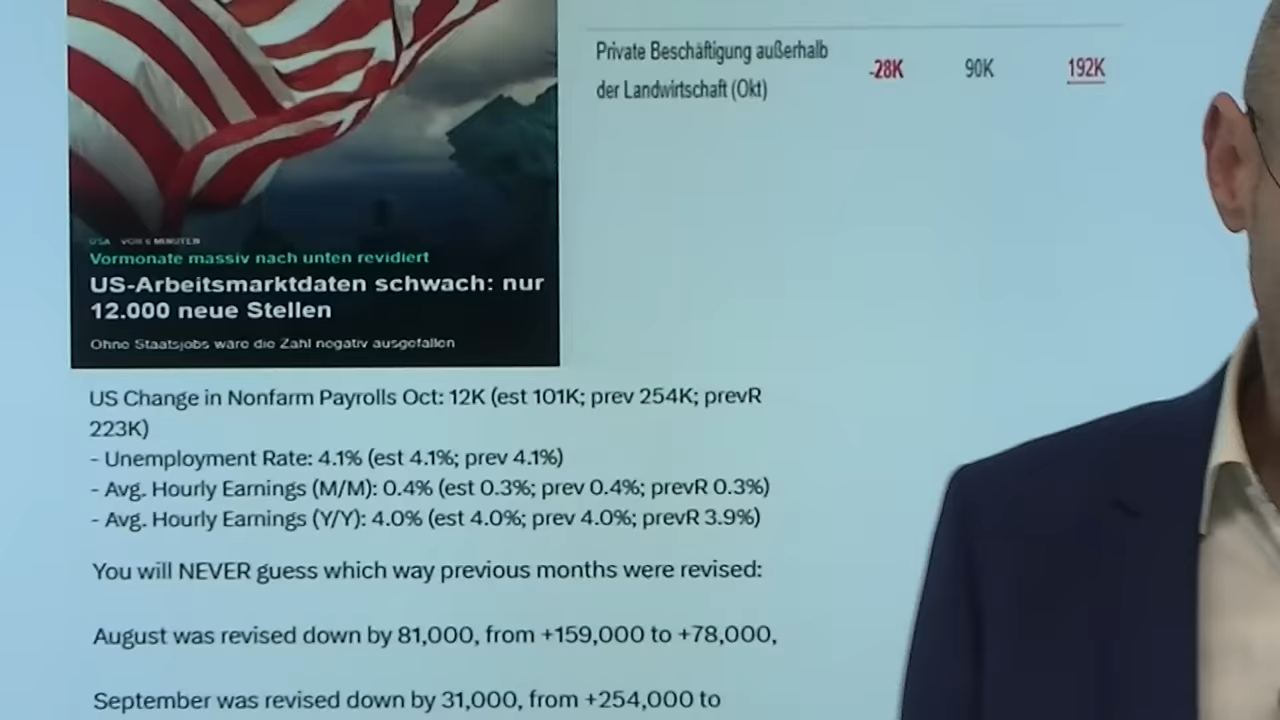 Private Beschäftigung außerhalb
der Landwirtschaft (Okt)
-28K 90K 192K
USA VOR 6 MINUTEN
Vormonate massiv nach unten revidiert
US-Arbeitsmarktdaten schwach: nur
12.000 neue Stellen
Ohne Staatsjobs wäre die Zahl negativ ausgefallen
US Change in Nonfarm Payrolls Oct: 12K (est 101K; prev 254K; prevR
223K)
- Unemployment Rate: 4.1% (est 4.1%; prev 4.1%)
- Avg. Hourly Earnings (M/M): 0.4% (est 0.3%; prev 0.4%; prevR 0.3%)
- Avg. Hourly Earnings (Y/Y): 4.0% (est 4.0%; prev 4.0%; prevR 3.9%)
You will NEVER guess which way previous months were revised:
August was revised down by 81,000, from +159,000 to +78,000,
September was revised down by 31,000, from +254,000 to